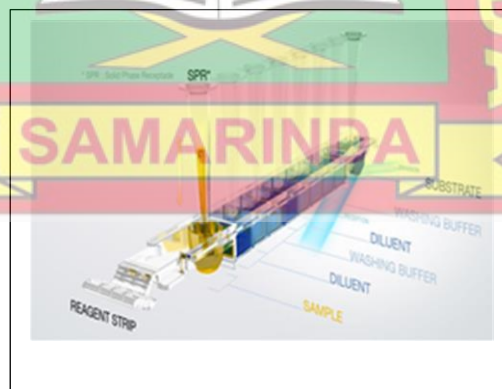 * SPR : Solid Phase Receptacle
SPR*
SAMARINDA
SUBSTRATE
WASHING BUFFER
DILUENT
WASHING BUFFER
DILUENT
SAMPLE
REAGENT STRIP